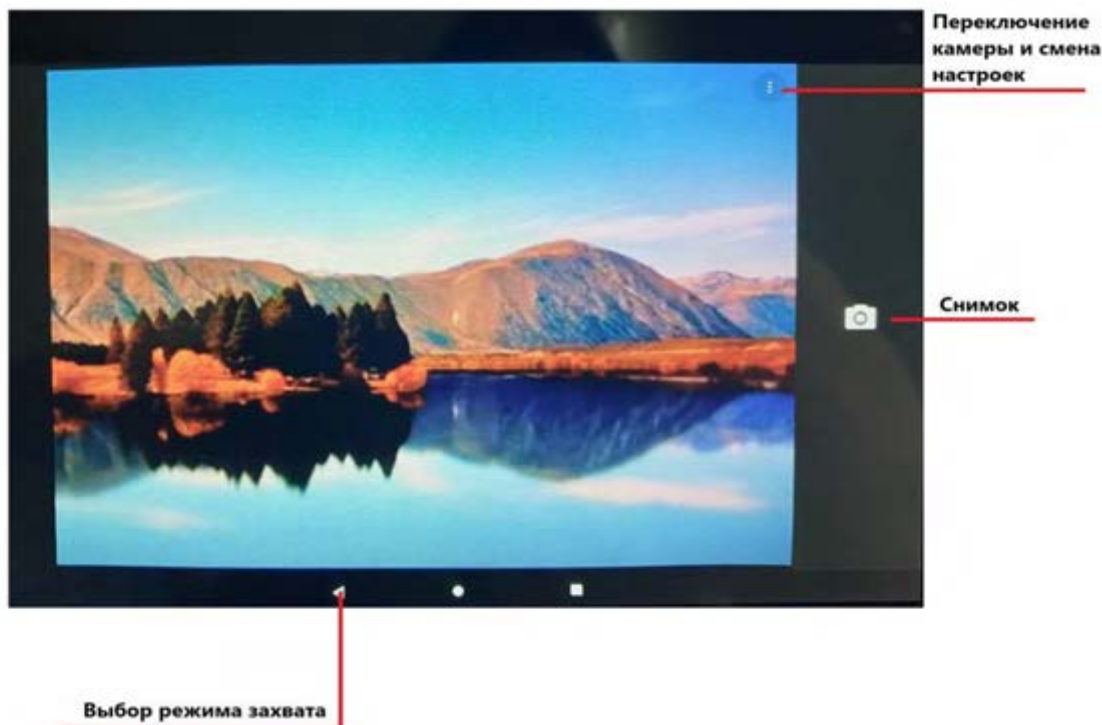 Переключение
камеры и смена
настроек
Снимок
Выбор режима захвата